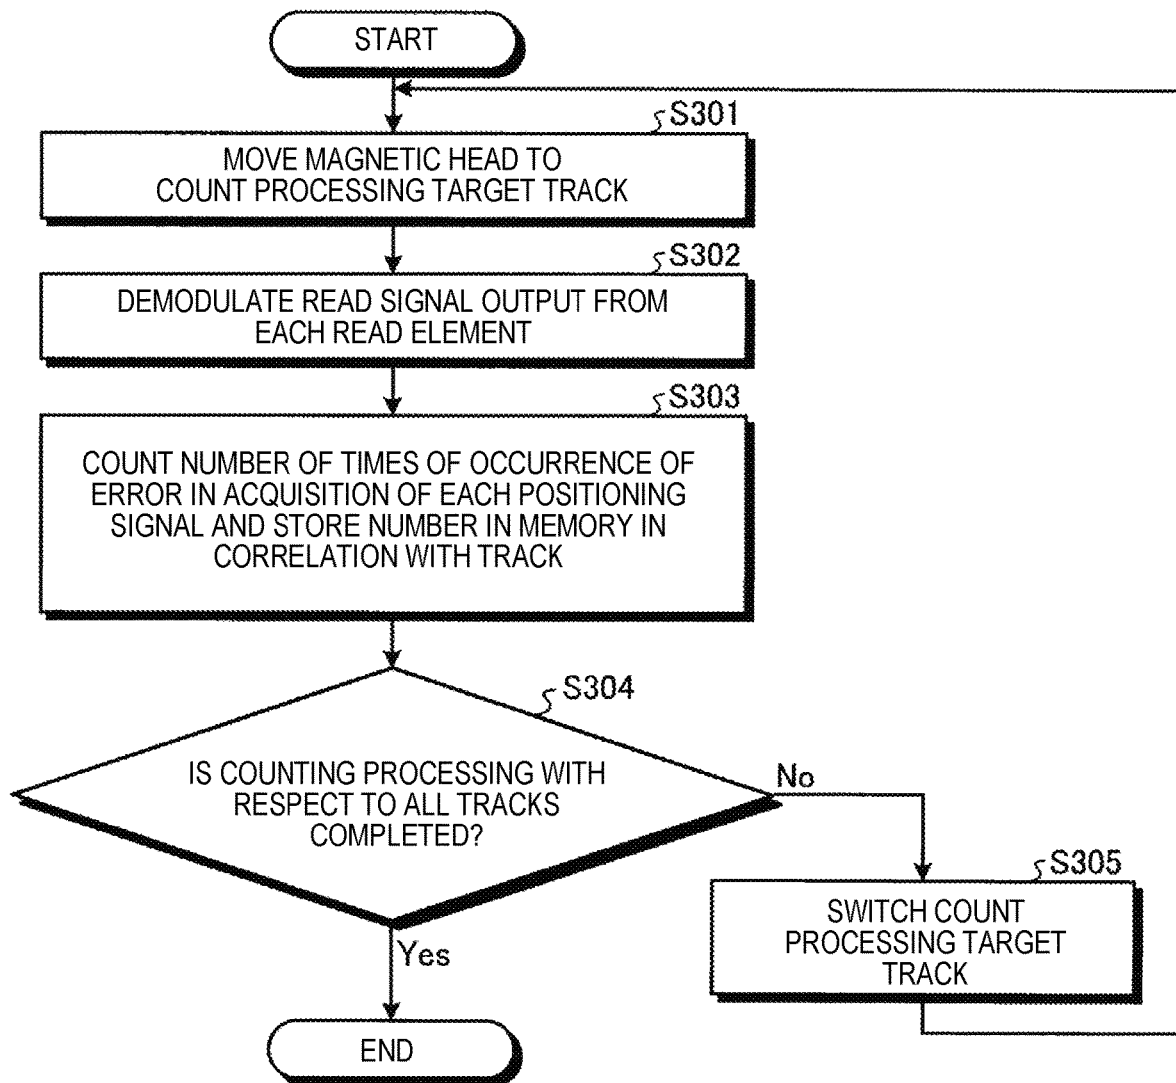 START
S301
MOVE MAGNETIC HEAD TO
COUNT PROCESSING TARGET TRACK
S302
DEMODULATE READ SIGNAL OUTPUT FROM
EACH READ ELEMENT
S303
COUNT NUMBER OF TIMES OF OCCURRENCE OF
ERROR IN ACQUISITION OF EACH POSITIONING
SIGNAL AND STORE NUMBER IN MEMORY IN
CORRELATION WITH TRACK
S304
IS COUNTING PROCESSING WITH
RESPECT TO ALL TRACKS
COMPLETED?
No
S305
SWITCH COUNT
PROCESSING TARGET
TRACK
Yes
END